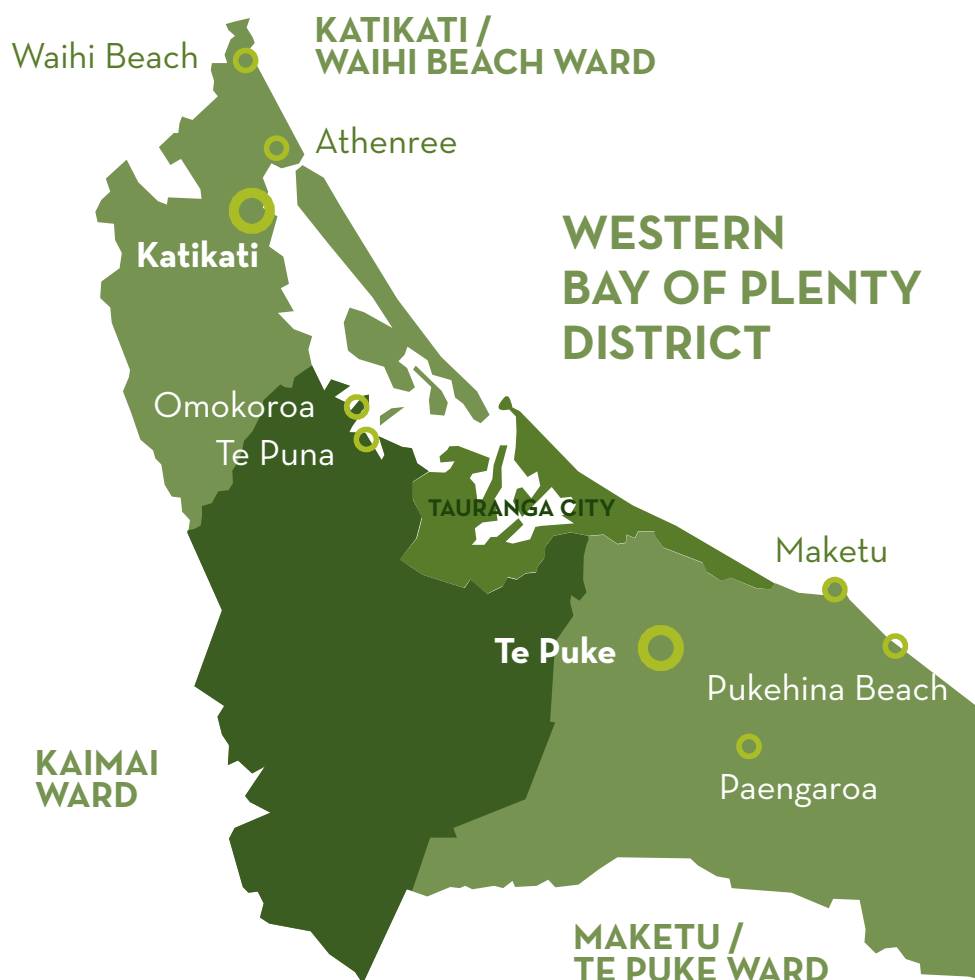 KATIKATI /
WAIHI BEACH WARD
Waihi Beach
Athenree
Katikati
WESTERN
BAY OF PLENTY
DISTRICT
Omokoroa
Te Puna
TAURANGA CITY
Maketu
Te Puke
Pukehina Beach
KAIMAI
WARD
Paengaroa
MAKETU /
TE PUKE WARD